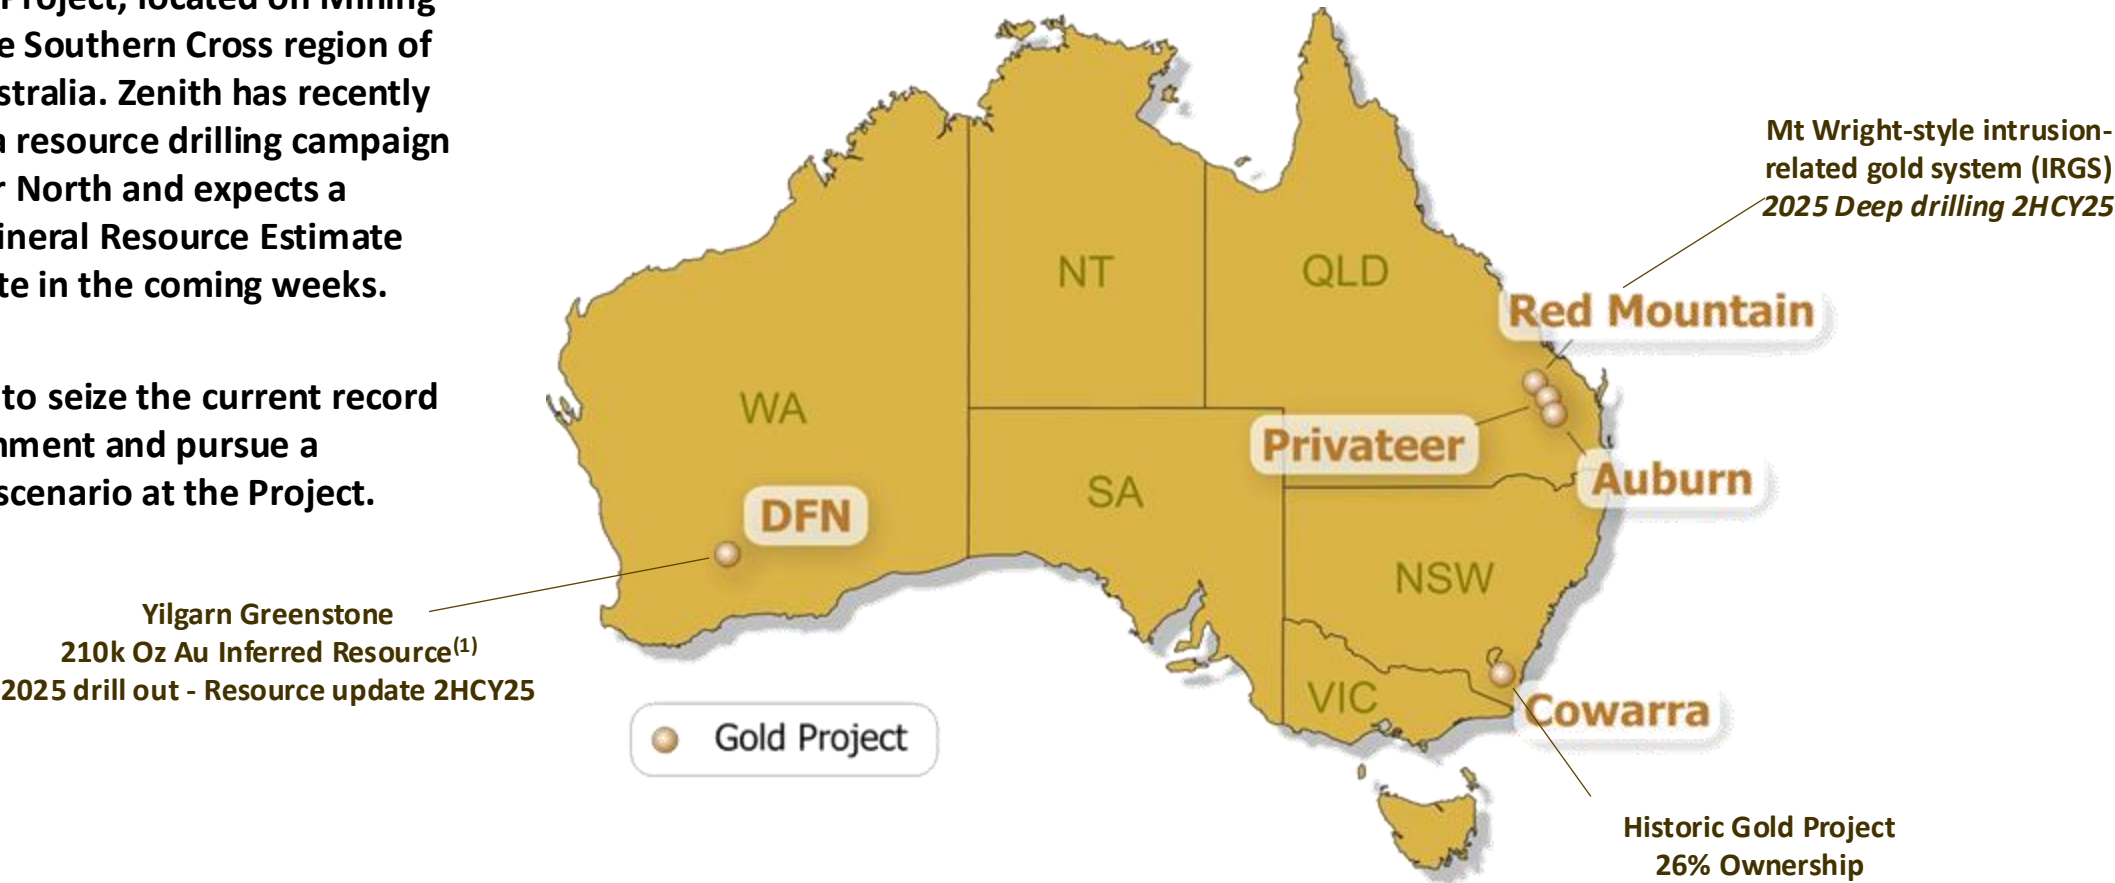 Project, located on Mining
e Southern Cross region of
stralia. Zenith has recently
a resource drilling campaign
r North and expects a
ineral Resource Estimate
te in the coming weeks.
to seize the current record
nment and pursue a
scenario at the Project.
Mt Wright-style intrusion-
related gold system (IRGS)
2025 Deep drilling 2HCY25
NT
QLD
Red Mountain
WA
Privateer
SA
Auburn
DFN
NSW
Yilgarn Greenstone
210k Oz Au Inferred Resource(1)
2025 drill out - Resource update 2HCY25
VIC
Cowarra
Gold Project
Historic Gold Project
26% Ownership